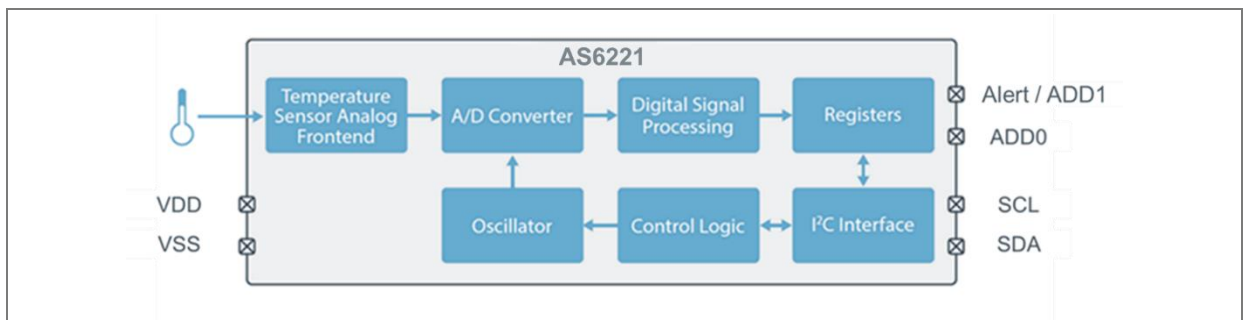 AS6221
Temperature
Sensor Analog
Frontend
A/D Converter
Digital Signal
Processing
Registers
Alert / ADD1
ADD0
VDD
VSS
Oscillator
Control Logic
I²C Interface
SCL
SDA